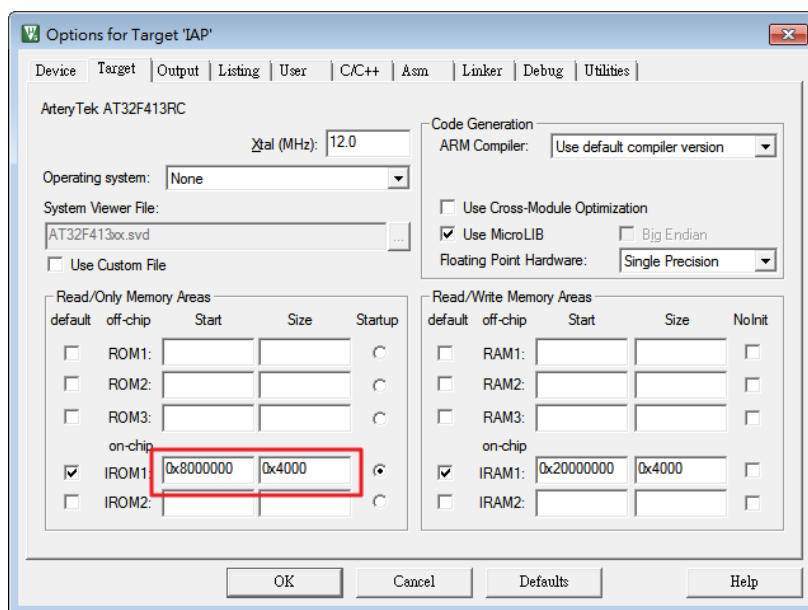 Options for Target 'IAP'
Device Target Output Listing User C/C++ Asm Linker Debug Utilities
ArteryTek AT32F413RC
Xtal (MHz): 12.0
Operating system: None
System Viewer File:
AT32F413xx.svd ...
Use Custom File
Code Generation
ARM Compiler: Use default compiler version
Use Cross-Module Optimization
Use MicroLIB Big Endian
Floating Point Hardware: Single Precision
Read/Only Memory Areas
default off-chip Start Size Startup
ROM1:
ROM2:
ROM3:
on-chip
IROM1: 0x8000000 0x4000
IROM2:
Read/Write Memory Areas
default off-chip Start Size NoInit
RAM1:
RAM2:
RAM3:
on-chip
IRAM1: 0x20000000 0x4000
IRAM2:
OK Cancel Defaults Help